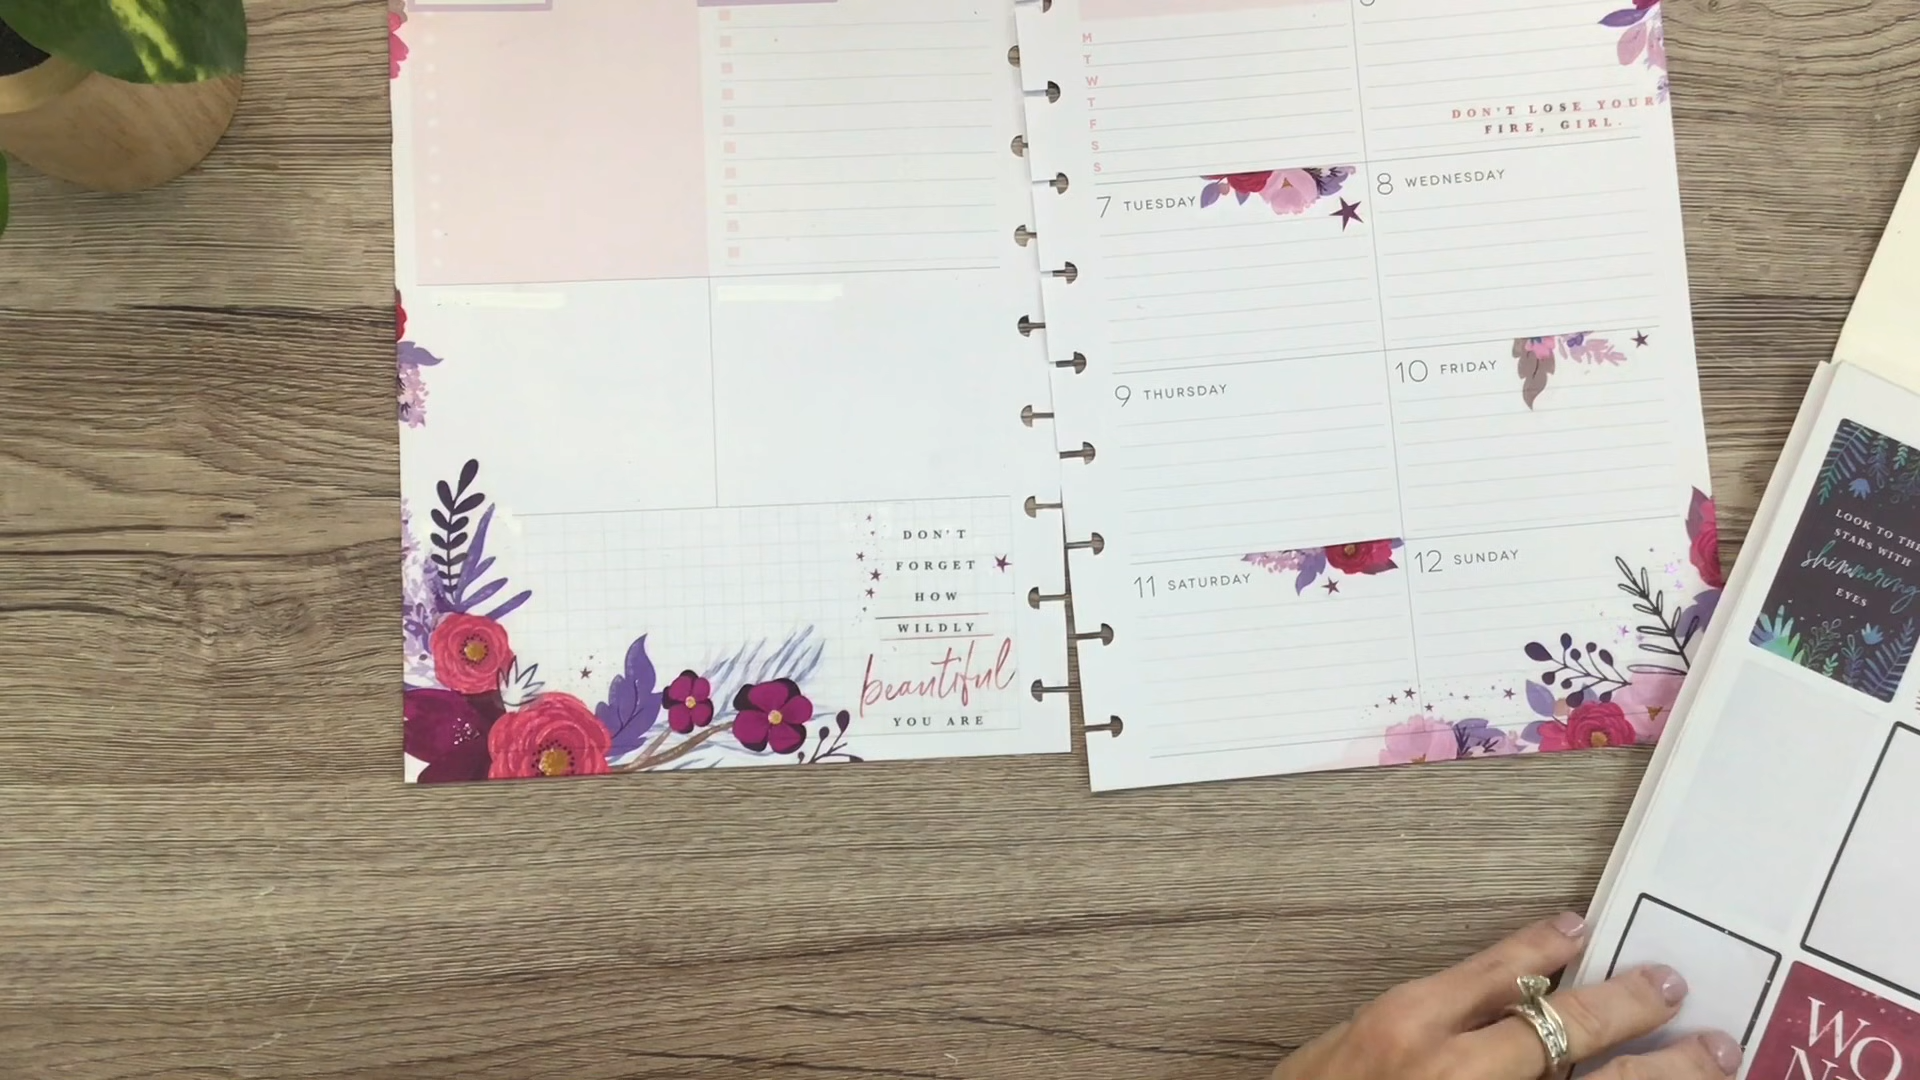 M
T
W
T
F
S
S
DON'T LOSE YOUR
FIRE, GIRL.
7 TUESDAY
8 WEDNESDAY
9 THURSDAY
10 FRIDAY
11 SATURDAY
12 SUNDAY
DON'T
FORGET
HOW
WILDLY
beautiful
YOU ARE
LOOK TO THE
STARS WITH
shimmering
EYES
WO